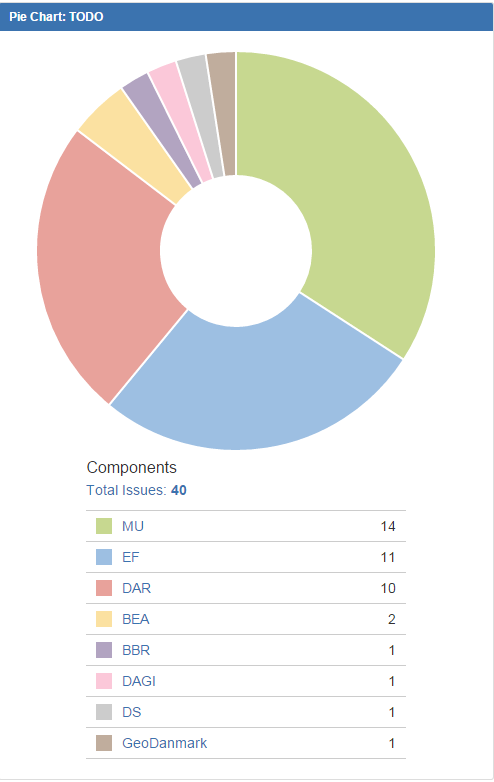 Pie Chart: TODO
Components
Total Issues: 40
MU 14
EF 11
DAR 10
BEA 2
BBR 1
DAGI 1
DS 1
GeoDanmark 1